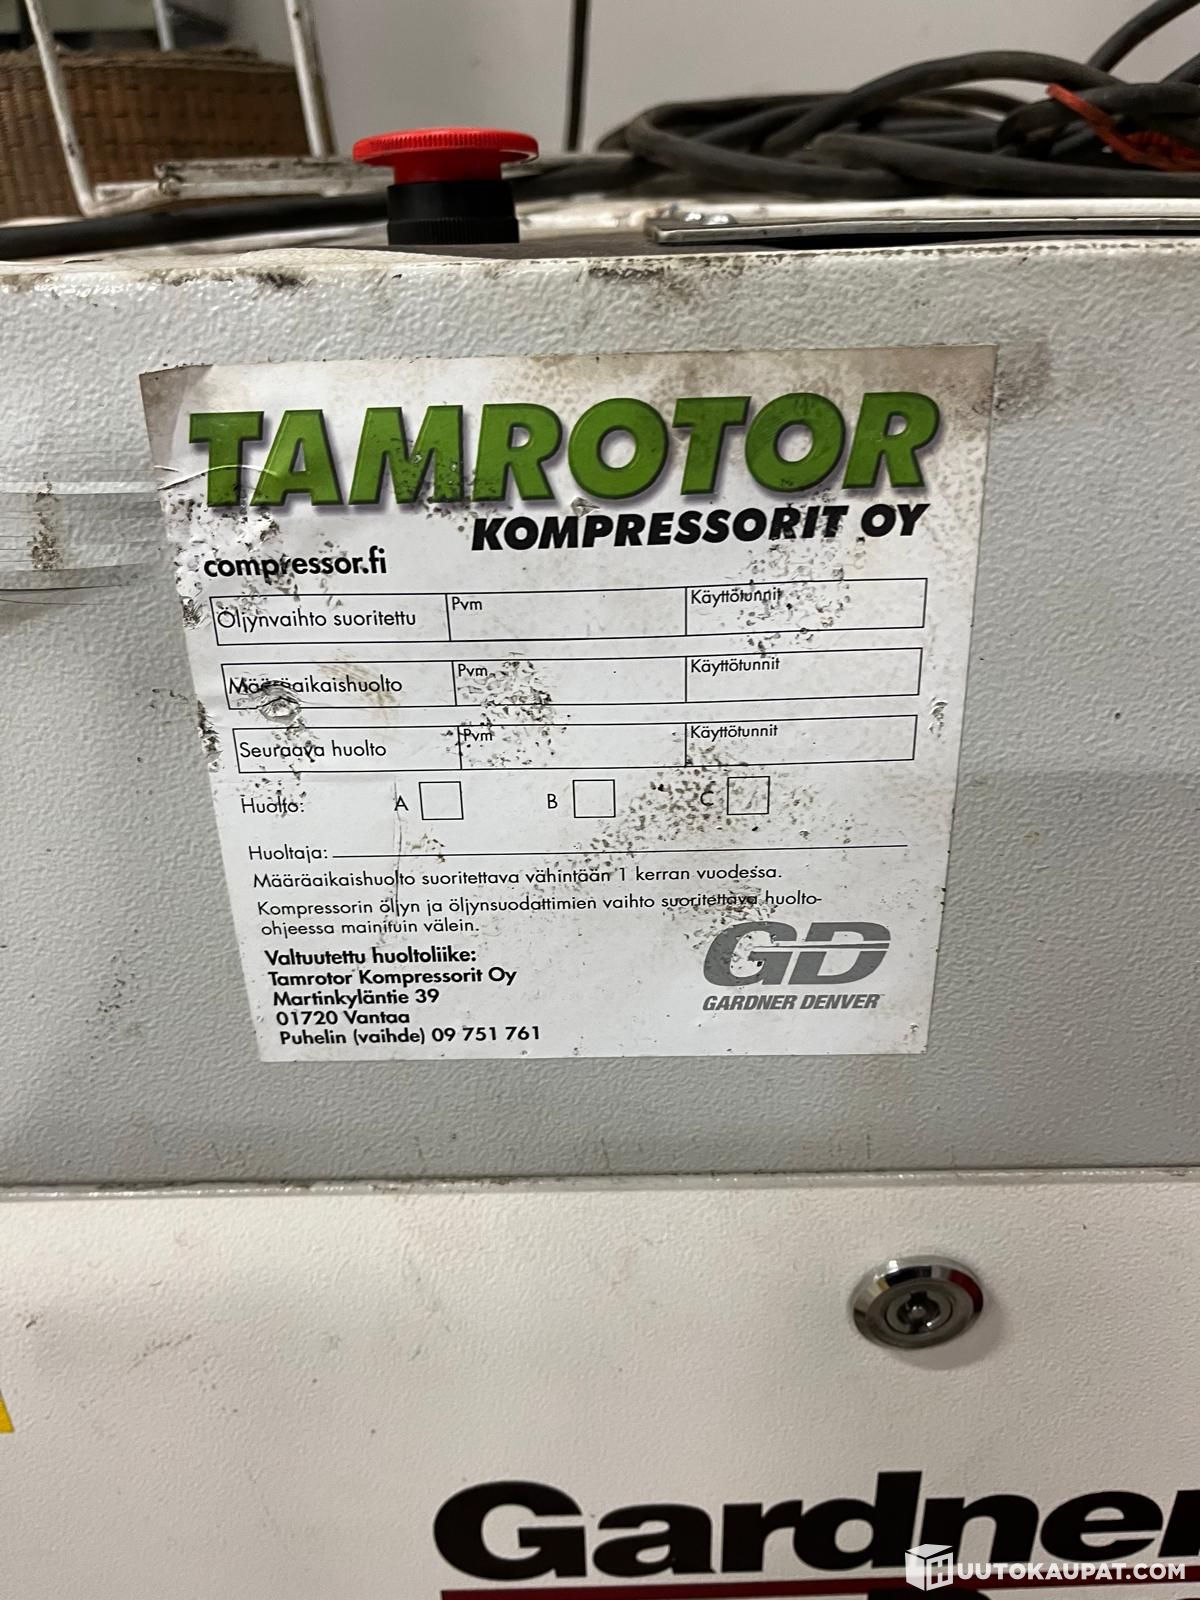 TAMROTOR
KOMPRESSORIT OY
compressor.fi
Öljynvaihto suoritettu Pvm Käyttötunnit
Määräaikaishuolto Pvm Käyttötunnit
Seuraava huolto Pvm Käyttötunnit
Huolto: A B C
Huoltaja:
Määräaikaishuolto suoritettava vähintään 1 kerran vuodessa.
Kompressorin öljyn ja öljynsuodattimien vaihto suoritettava huolto-
ohjeessa mainituin välein.
Valtuutettu huoltoliike:
Tamrotor Kompressorit Oy
Martinkyläntie 39
01720 Vantaa
Puhelin (vaihde) 09 751 761
GD
GARDNER DENVER
Gardner
HUUTOKAUPAT.COM